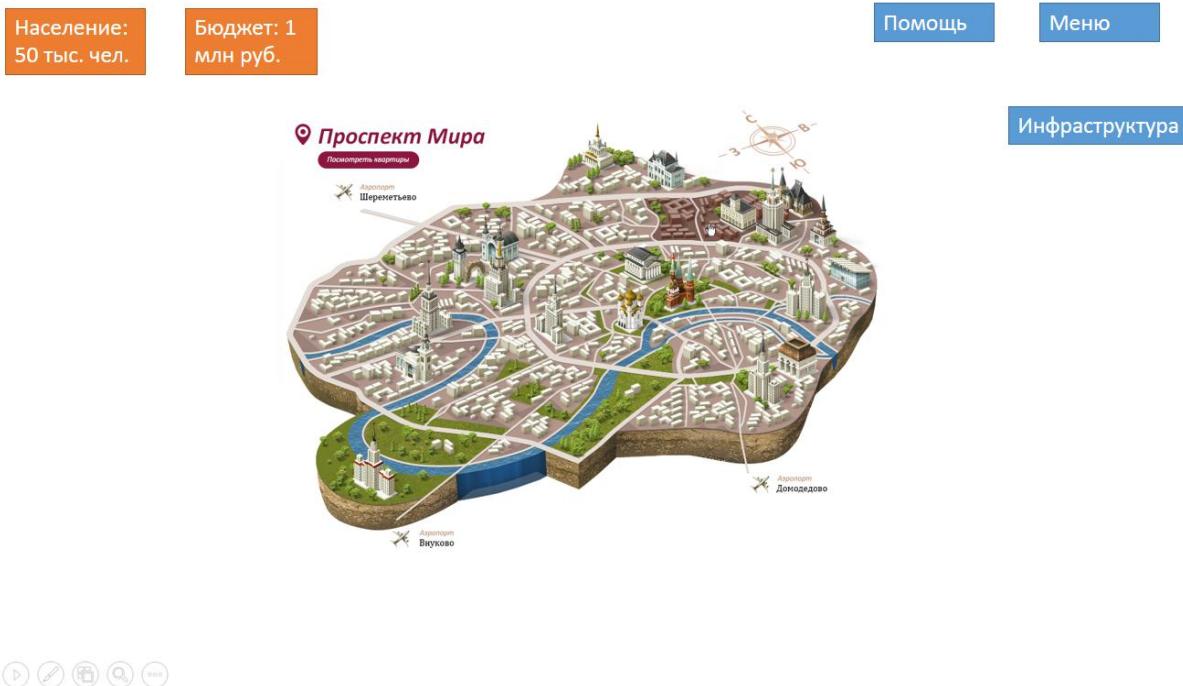 Население:
50 тыс. чел.
Бюджет: 1
млн руб.
Помощь
Меню
Инфраструктура
Проспект Мира
Посмотреть квартиры
Аэропорт
Шереметьево
С
В
З
Ю
Аэропорт
Домодедово
Аэропорт
Внуково